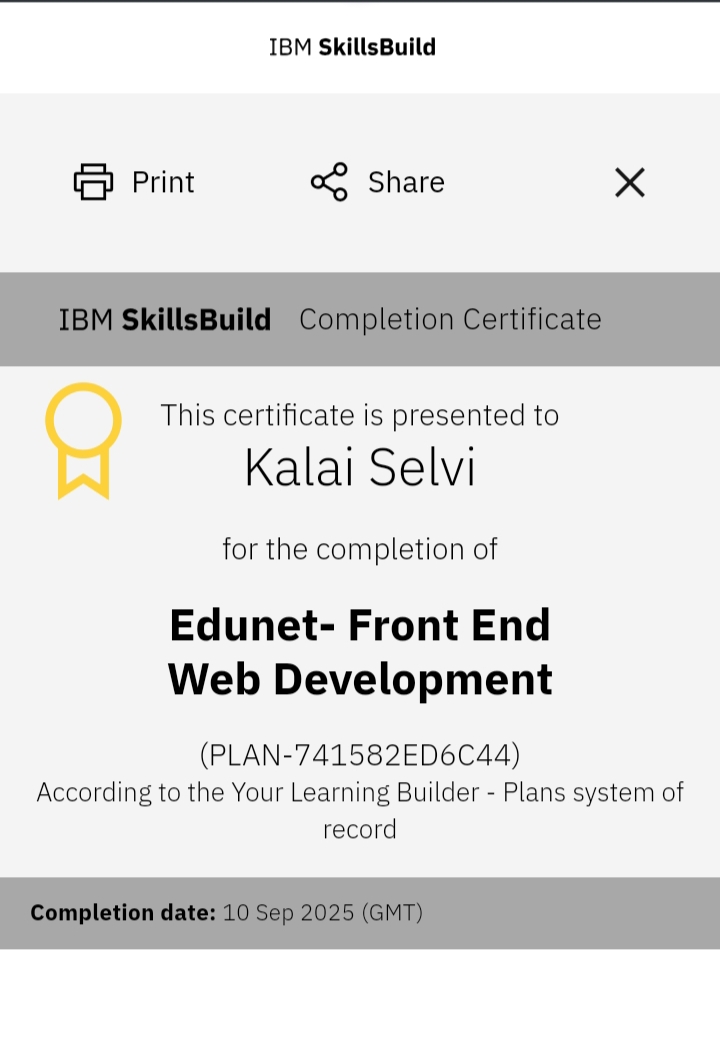 IBM SkillsBuild
Print
Share
IBM SkillsBuild Completion Certificate
This certificate is presented to
Kalai Selvi
for the completion of
Edunet- Front End
Web Development
(PLAN-741582ED6C44)
According to the Your Learning Builder - Plans system of
record
Completion date: 10 Sep 2025 (GMT)